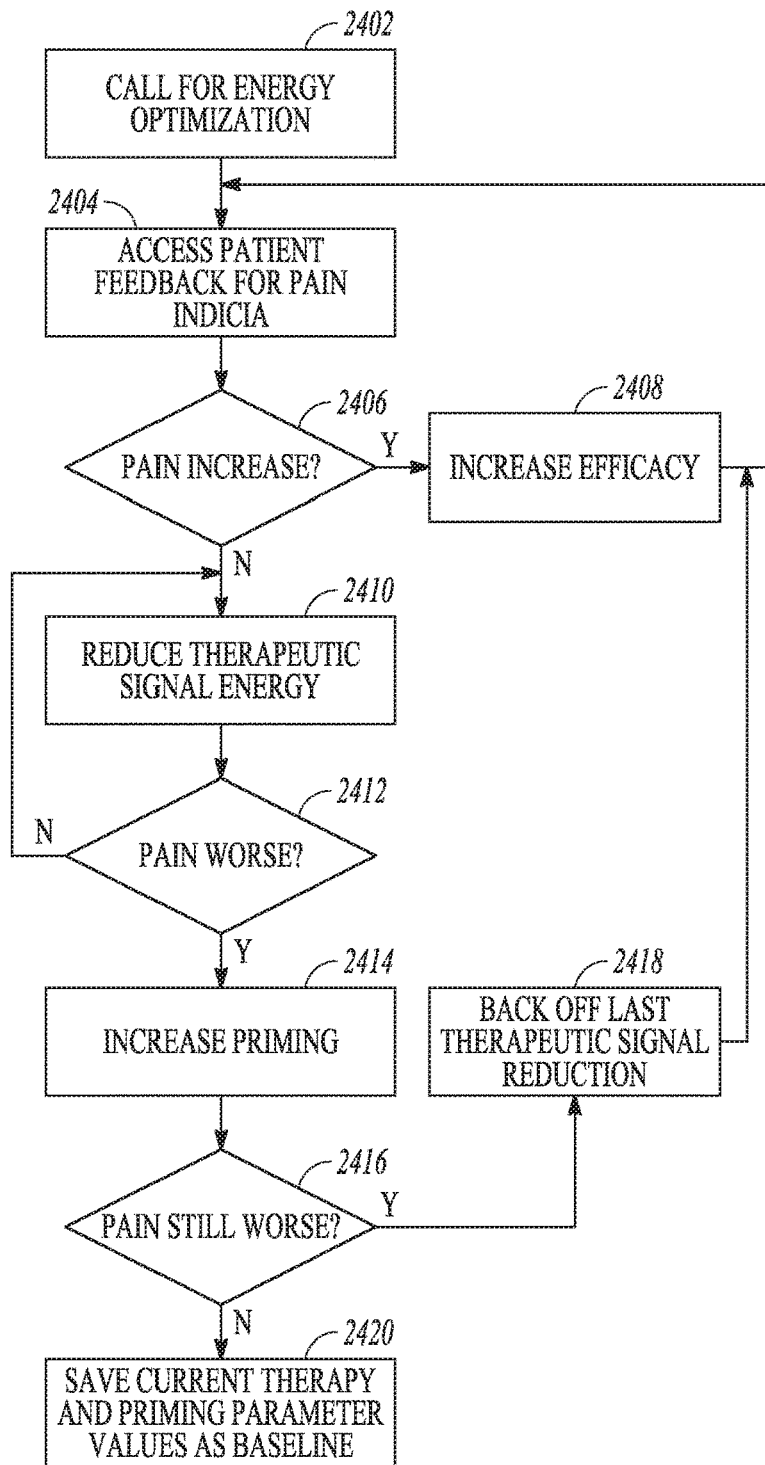 2402
CALL FOR ENERGY
OPTIMIZATION
2404
ACCESS PATIENT
FEEDBACK FOR PAIN
INDICIA
2406
PAIN INCREASE?
Y
2408
INCREASE EFFICACY
N
2410
REDUCE THERAPEUTIC
SIGNAL ENERGY
2412
N
PAIN WORSE?
Y
2414
INCREASE PRIMING
2418
BACK OFF LAST
THERAPEUTIC SIGNAL
REDUCTION
2416
PAIN STILL WORSE?
Y
N
2420
SAVE CURRENT THERAPY
AND PRIMING PARAMETER
VALUES AS BASELINE